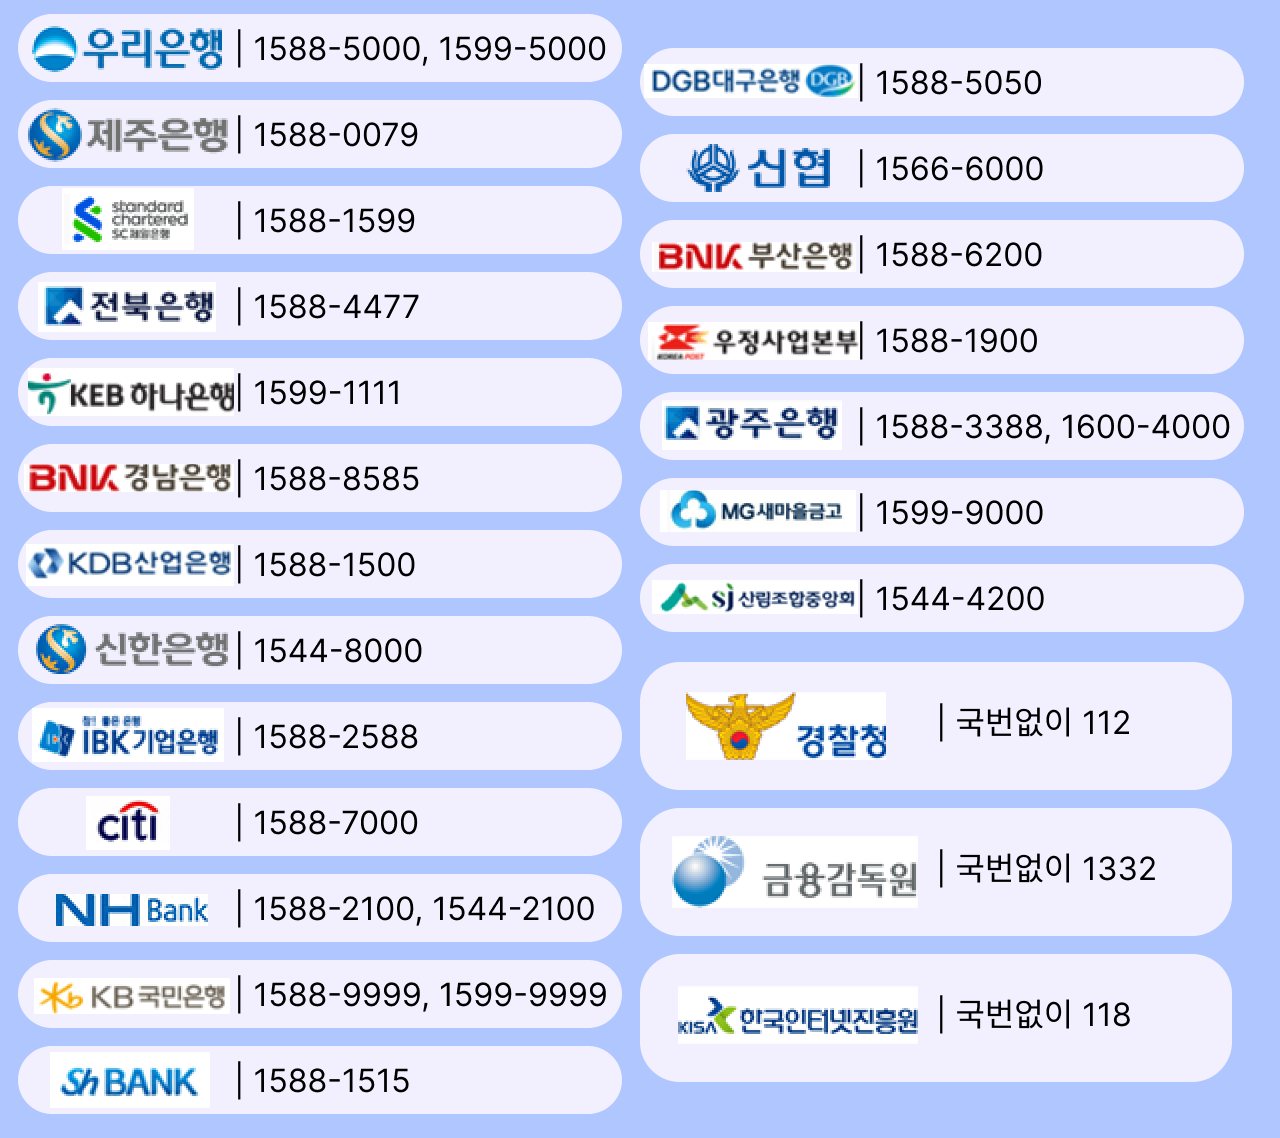 우리은행 | 1588-5000, 1599-5000
제주은행 | 1588-0079
standard
chartered
SC제일은행 | 1588-1599
전북은행 | 1588-4477
KEB 하나은행 | 1599-1111
BNK 경남은행 | 1588-8585
KDB산업은행 | 1588-1500
신한은행 | 1544-8000
참! 좋은 은행
IBK기업은행 | 1588-2588
citi | 1588-7000
NH Bank | 1588-2100, 1544-2100
KB국민은행 | 1588-9999, 1599-9999
Sh BANK | 1588-1515
DGB대구은행 DGB | 1588-5050
신협 | 1566-6000
BNK 부산은행 | 1588-6200
KOREA POST 우정사업본부 | 1588-1900
광주은행 | 1588-3388, 1600-4000
MG새마을금고 | 1599-9000
SJ 산림조합중앙회 | 1544-4200
경찰청 | 국번없이 112
금융감독원 | 국번없이 1332
KISA 한국인터넷진흥원 | 국번없이 118